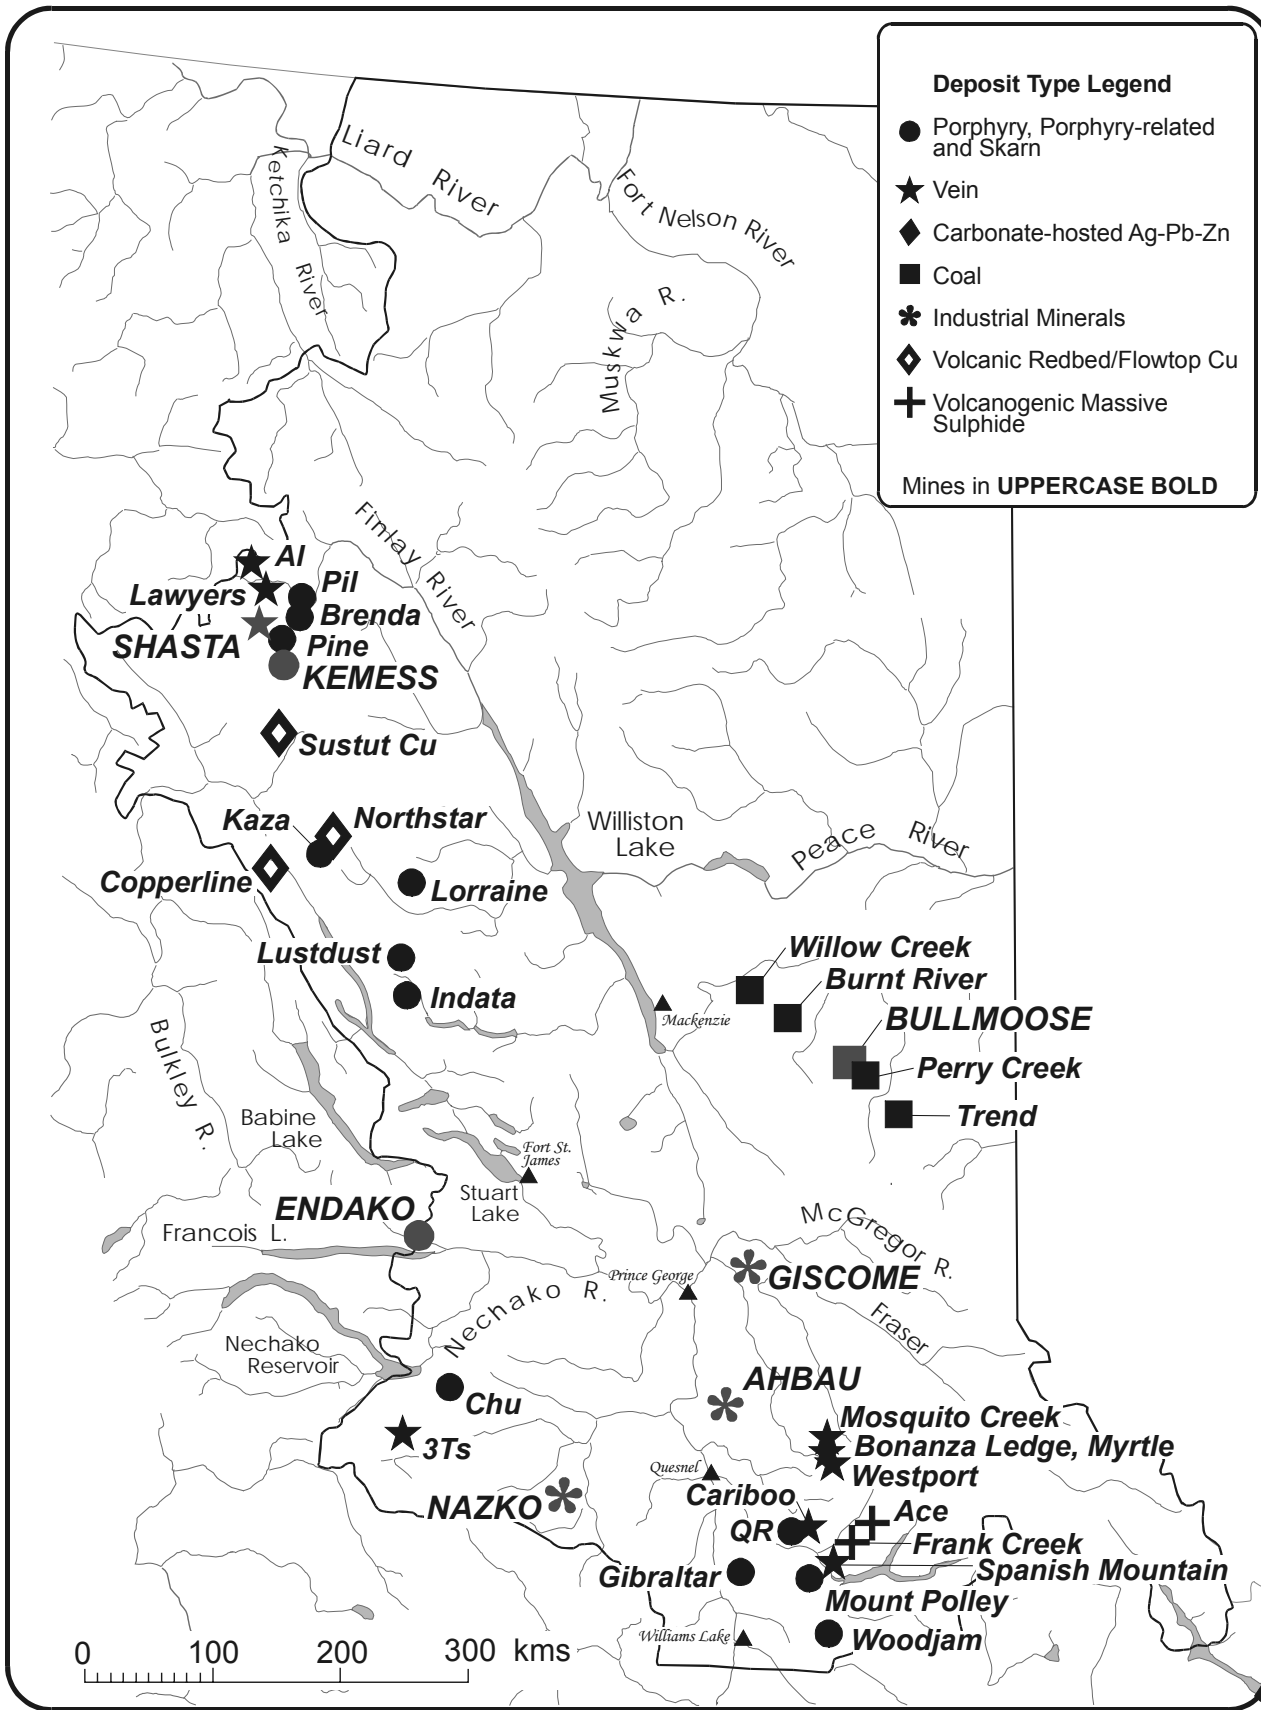 Deposit Type Legend
Porphyry, Porphyry-related
and Skarn
Vein
Carbonate-hosted Ag-Pb-Zn
Coal
Industrial Minerals
Volcanic Redbed/Flowtop Cu
Volcanogenic Massive
Sulphide
Mines in UPPERCASE BOLD
Liard River
Ketchika River
Fort Nelson River
Muskwa R.
Finlay River
Al
Pil
Lawyers
Brenda
SHASTA
Pine
KEMESS
Sustut Cu
Kaza
Northstar
Williston
Lake
Peace River
Copperline
Lorraine
Lustdust
Willow Creek
Burnt River
Indata
Mackenzie
BULLMOOSE
Bulkley R.
Perry Creek
Babine
Lake
Trend
Fort St.
James
Stuart
Lake
ENDAKO
Francois L.
McGregor R.
Prince George
GISCOME
Nechako R.
Fraser
Nechako
Reservoir
AHBAU
Chu
Mosquito Creek
3Ts
Bonanza Ledge, Myrtle
Quesnel
Westport
Cariboo
NAZKO
Ace
QR
Frank Creek
Gibraltar
Spanish Mountain
Mount Polley
Williams Lake
Woodjam
0 100 200 300 kms